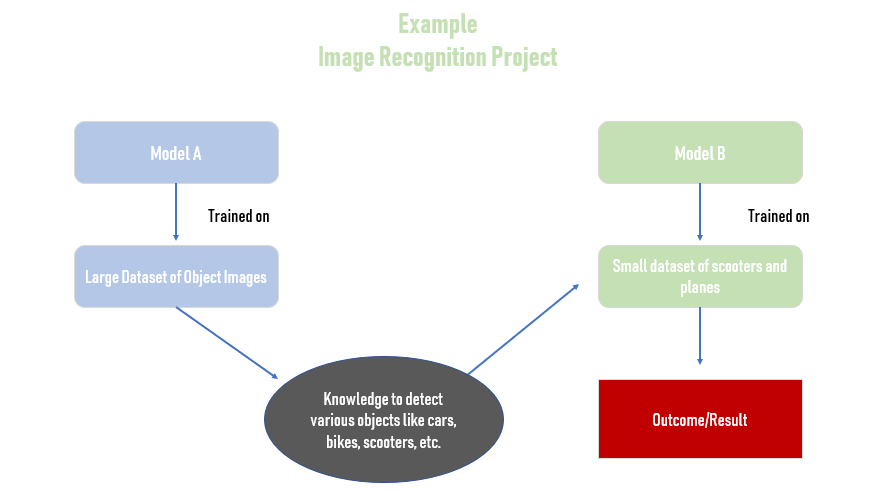 Example
Image Recognition Project
Model A
Model B
Trained on
Trained on
Large Dataset of Object Images
Small dataset of scooters and
planes
Knowledge to detect
various objects like cars,
bikes, scooters, etc.
Outcome/Result